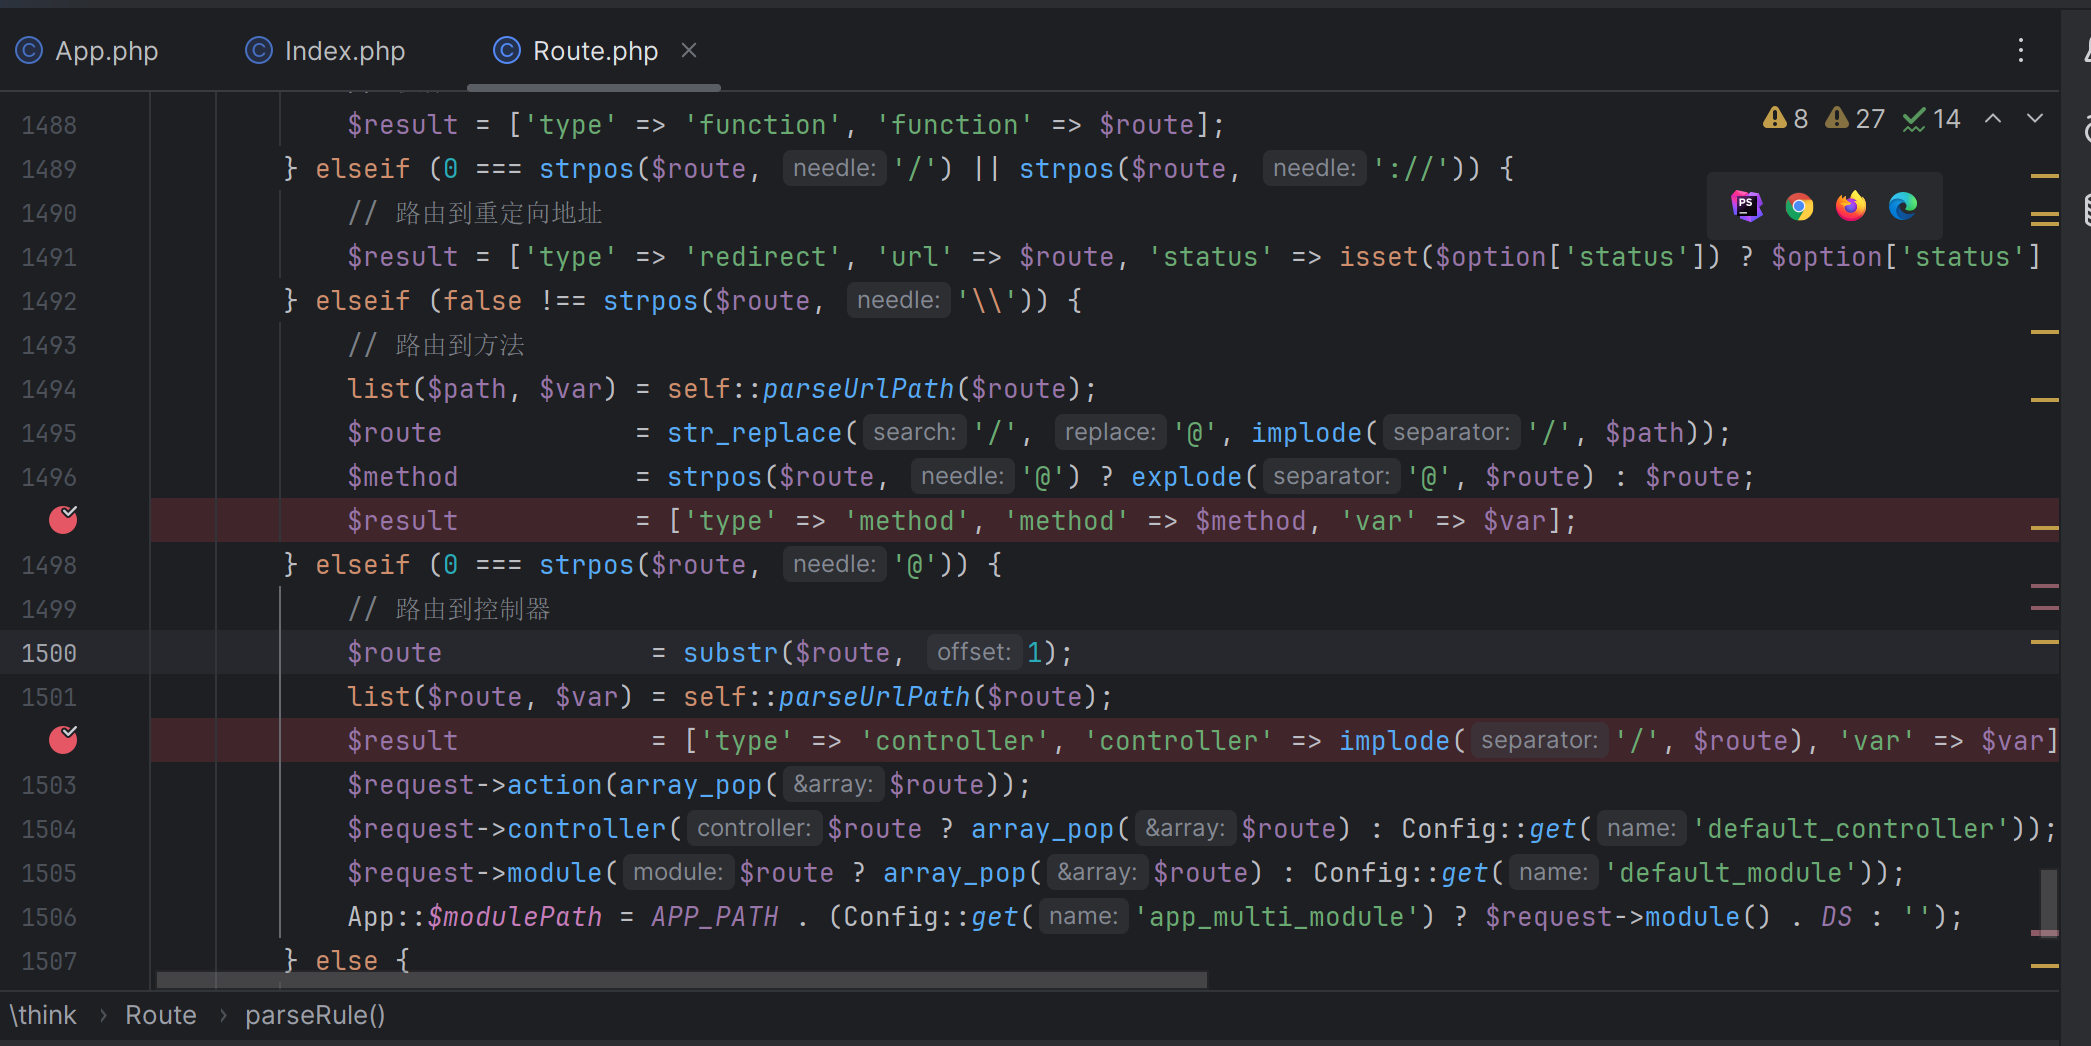 App.php Index.php Route.php
8 27 14
1488 $result = ['type' => 'function', 'function' => $route];
1489 } elseif (0 === strpos($route, needle: '/') || strpos($route, needle: '://')) {
1490 // 路由到重定向地址
1491 $result = ['type' => 'redirect', 'url' => $route, 'status' => isset($option['status']) ? $option['status']
1492 } elseif (false !== strpos($route, needle: '\\')) {
1493 // 路由到方法
1494 list($path, $var) = self::parseUrlPath($route);
1495 $route = str_replace( search: '/', replace: '@', implode( separator: '/', $path));
1496 $method = strpos($route, needle: '@') ? explode( separator: '@', $route) : $route;
$result = ['type' => 'method', 'method' => $method, 'var' => $var];
1498 } elseif (0 === strpos($route, needle: '@')) {
1499 // 路由到控制器
1500 $route = substr($route, offset: 1);
1501 list($route, $var) = self::parseUrlPath($route);
$result = ['type' => 'controller', 'controller' => implode( separator: '/', $route), 'var' => $var]
1503 $request->action(array_pop( &array: $route));
1504 $request->controller( controller: $route ? array_pop( &array: $route) : Config::get( name: 'default_controller'));
1505 $request->module( module: $route ? array_pop( &array: $route) : Config::get( name: 'default_module'));
1506 App::$modulePath = APP_PATH . (Config::get( name: 'app_multi_module') ? $request->module() . DS : '');
1507 } else {
\think › Route › parseRule()